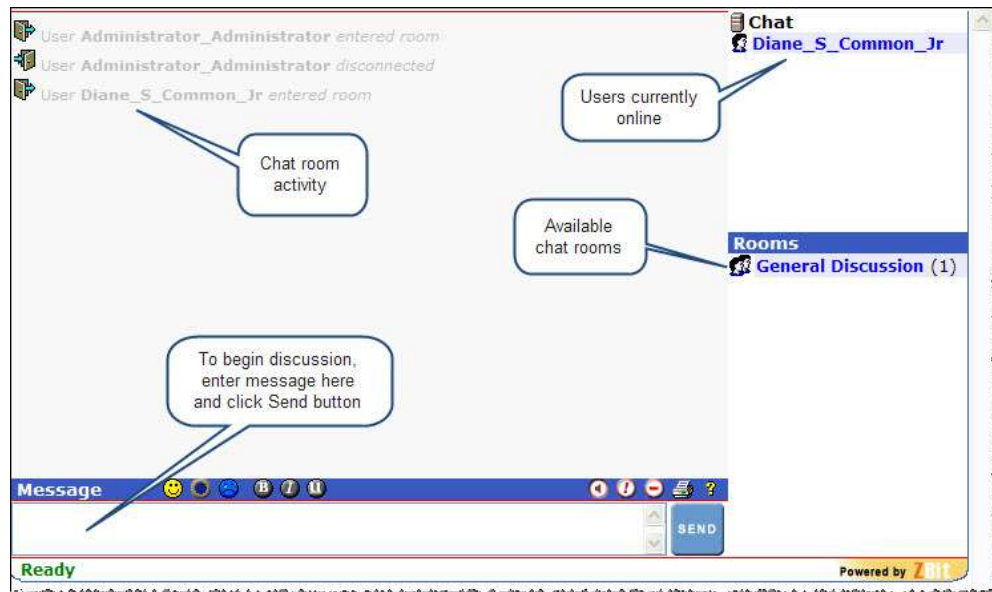 User Administrator_Administrator entered room
User Administrator_Administrator disconnected
User Diane_S_Common_Jr entered room
Chat room
activity
Chat
Diane_S_Common_Jr
Users currently
online
Available
chat rooms
Rooms
General Discussion (1)
To begin discussion,
enter message here
and click Send button
Message
B I U
! ?
SEND
Ready
Powered by ZBit